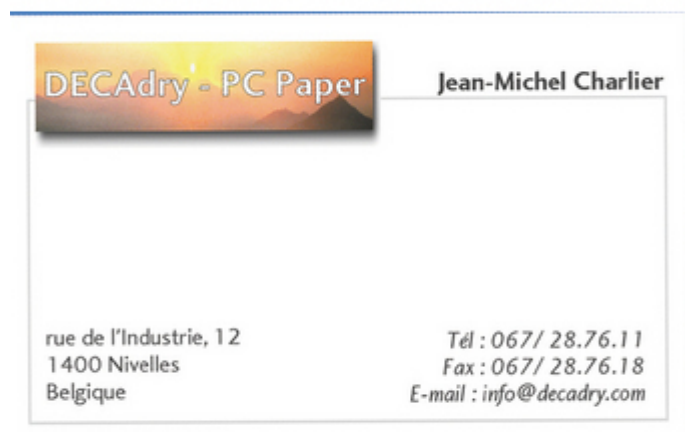 DECAdry - PC Paper
Jean-Michel Charlier
rue de l'Industrie, 12
1400 Nivelles
Belgique
Tél : 067/ 28.76.11
Fax : 067/ 28.76.18
E-mail : info@decadry.com